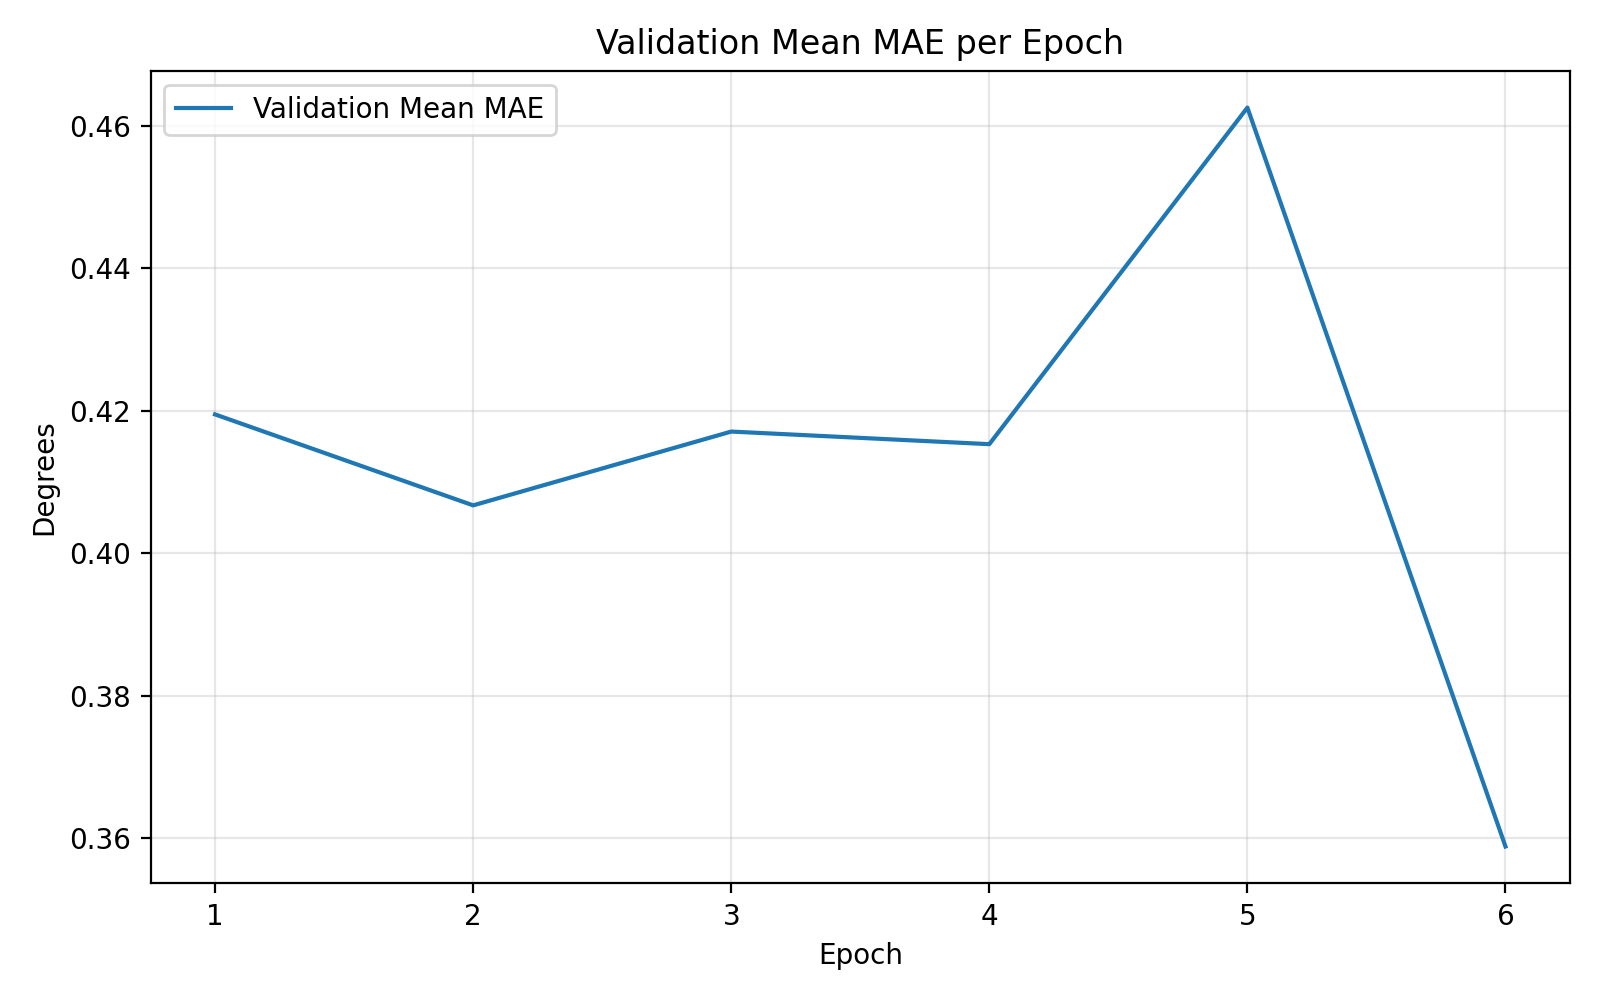 Validation Mean MAE per Epoch
Validation Mean MAE
0.46
0.44
0.42
0.40
0.38
0.36
Degrees
1 2 3 4 5 6
Epoch